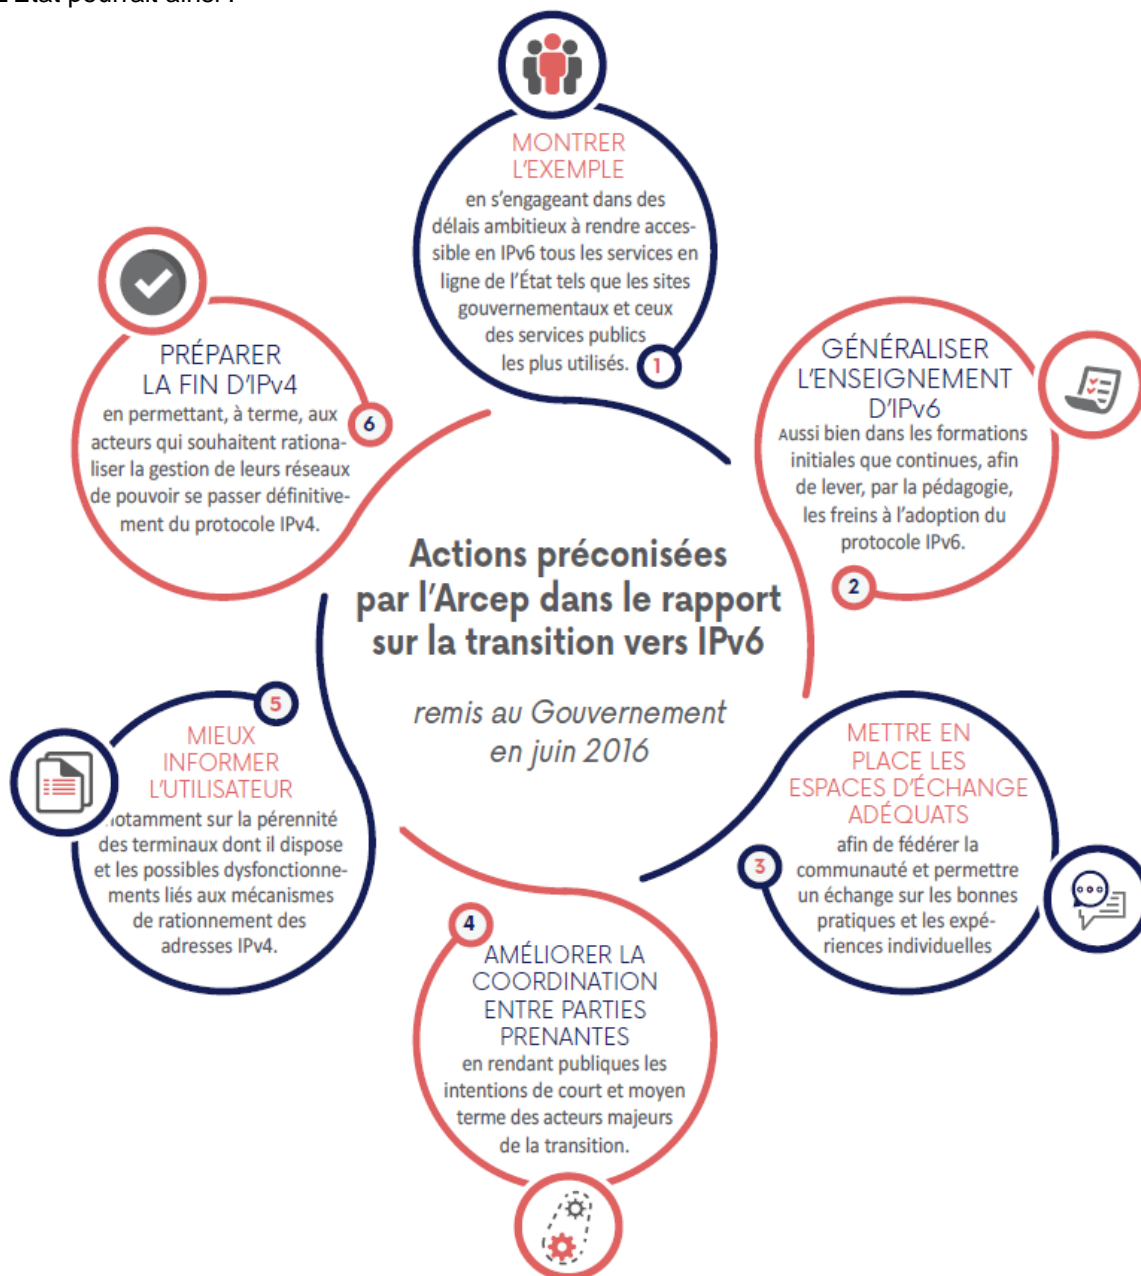 L'État pourrait ainsi :
MONTRER
L'EXEMPLE
en s'engageant dans des
délais ambitieux à rendre acces-
sible en IPv6 tous les services en
ligne de l'État tels que les sites
gouvernementaux et ceux
des services publics
les plus utilisés.
1
GÉNÉRALISER
L'ENSEIGNEMENT
D'IPv6
Aussi bien dans les formations
initiales que continues, afin
de lever, par la pédagogie,
les freins à l'adoption du
protocole IPv6.
2
METTRE EN
PLACE LES
ESPACES D'ÉCHANGE
ADÉQUATS
afin de fédérer la
communauté et permettre
un échange sur les bonnes
pratiques et les expé-
riences individuelles
3
4
AMÉLIORER LA
COORDINATION
ENTRE PARTIES
PRENANTES
en rendant publiques les
intentions de court et moyen
terme des acteurs majeurs
de la transition.
5
MIEUX
INFORMER
L'UTILISATEUR
notamment sur la pérennité
des terminaux dont il dispose
et les possibles dysfonctionne-
ments liés aux mécanismes
de rationnement des
adresses IPv4.
PRÉPARER
LA FIN D'IPv4
en permettant, à terme, aux
acteurs qui souhaitent rationa-
liser la gestion de leurs réseaux
de pouvoir se passer définitive-
ment du protocole IPv4.
6
Actions préconisées
par l'Arcep dans le rapport
sur la transition vers IPv6
remis au Gouvernement
en juin 2016